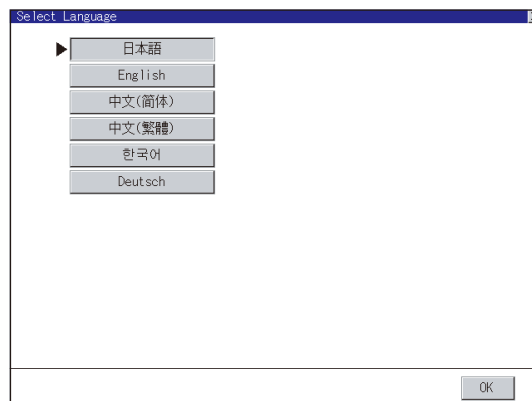 Select Language
日本語
English
中文(简体)
中文(繁體)
한국어
Deutsch
OK